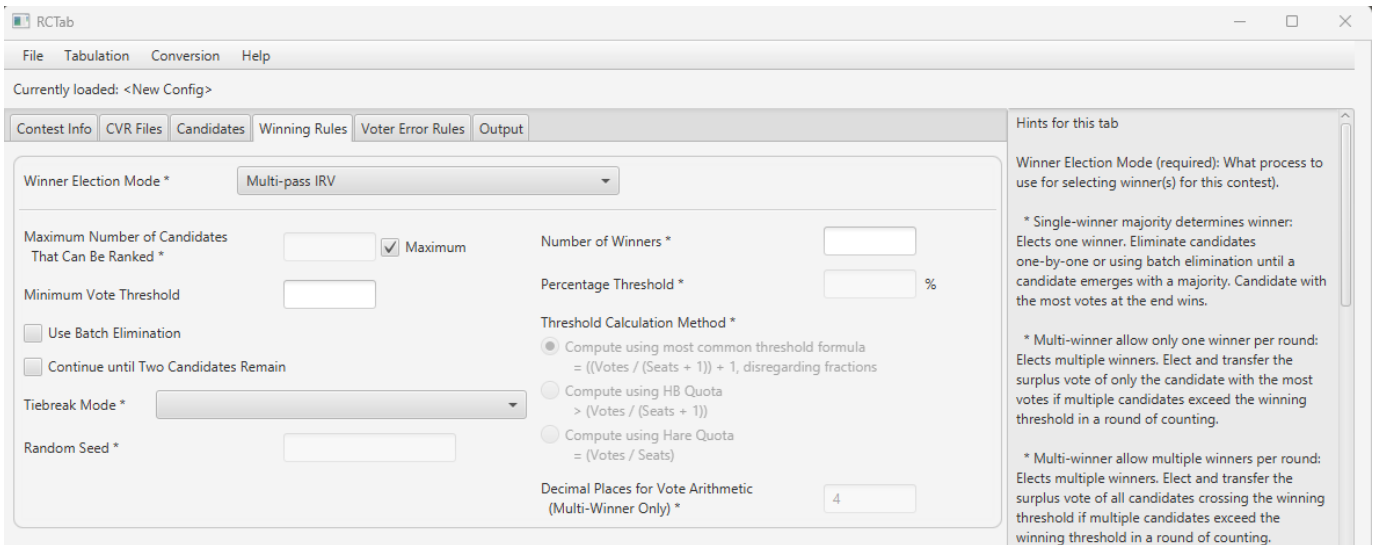 RCTab
File Tabulation Conversion Help
Currently loaded: <New Config>
Contest Info CVR Files Candidates Winning Rules Voter Error Rules Output
Winner Election Mode * Multi-pass IRV
Maximum Number of Candidates
That Can Be Ranked * Maximum
Minimum Vote Threshold
Use Batch Elimination
Continue until Two Candidates Remain
Tiebreak Mode *
Random Seed *
Number of Winners *
Percentage Threshold * %
Threshold Calculation Method *
Compute using most common threshold formula
= ((Votes / (Seats + 1)) + 1, disregarding fractions
Compute using HB Quota
> (Votes / (Seats + 1))
Compute using Hare Quota
= (Votes / Seats)
Decimal Places for Vote Arithmetic
(Multi-Winner Only) * 4
Hints for this tab
Winner Election Mode (required): What process to
use for selecting winner(s) for this contest).
* Single-winner majority determines winner:
Elects one winner. Eliminate candidates
one-by-one or using batch elimination until a
candidate emerges with a majority. Candidate with
the most votes at the end wins.
* Multi-winner allow only one winner per round:
Elects multiple winners. Elect and transfer the
surplus vote of only the candidate with the most
votes if multiple candidates exceed the winning
threshold in a round of counting.
* Multi-winner allow multiple winners per round:
Elects multiple winners. Elect and transfer the
surplus vote of all candidates crossing the winning
threshold if multiple candidates exceed the
winning threshold in a round of counting.